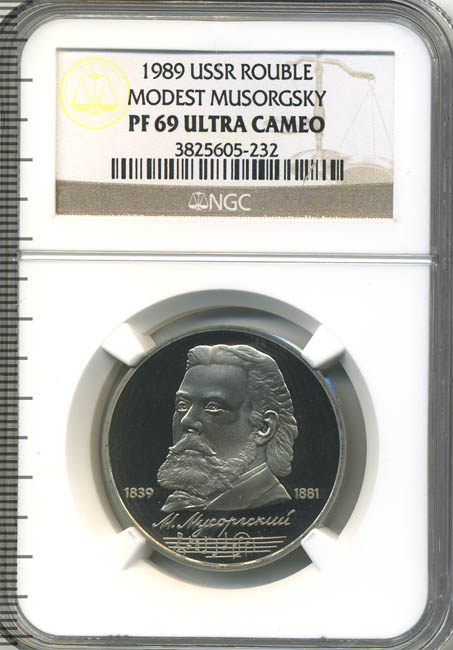 1989 USSR ROUBLE
MODEST MUSORGSKY
PF 69 ULTRA CAMEO
3825605-232
NGC
1839 1881
М. Мусоргский